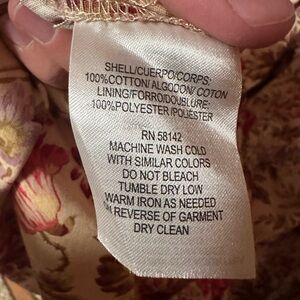 SHELL/CUERPO/CORPS:
100%COTTON/ ALGODON/ COTON
LINING/FORRO/DOUBLURE:
100%POLYESTER /POLIESTER
RN 58142
MACHINE WASH COLD
WITH SIMILAR COLORS
DO NOT BLEACH
TUMBLE DRY LOW
WARM IRON AS NEEDED
IN REVERSE OF GARMENT
DRY CLEAN